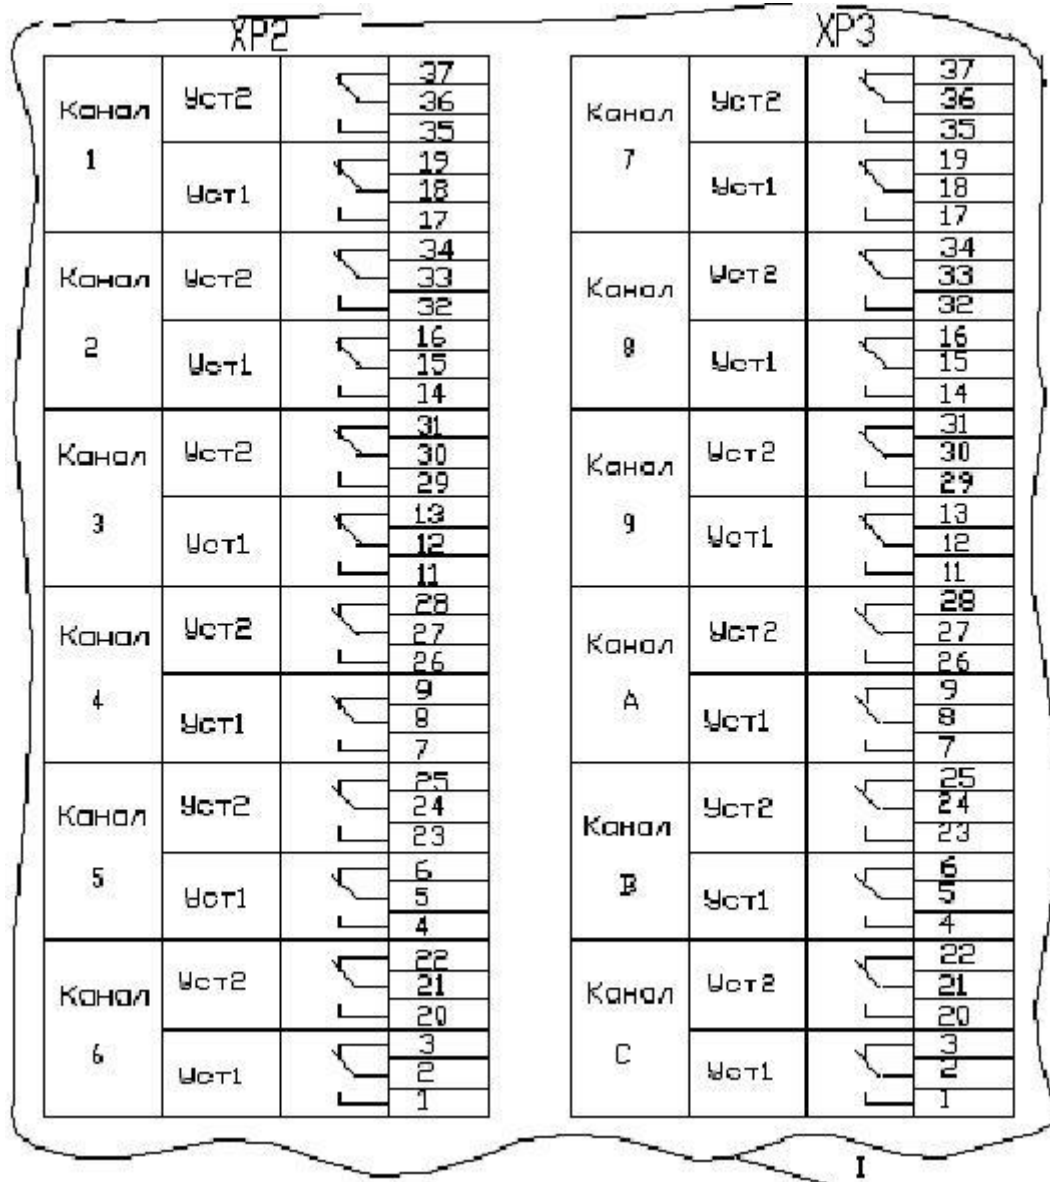 XP2
37
Канал Уст2 36
35
1 19
Уст1 18
17
34
Канал Уст2 33
32
2 16
Уст1 15
14
31
Канал Уст2 30
29
3 13
Уст1 12
11
28
Канал Уст2 27
26
4 9
Уст1 8
7
25
Канал Уст2 24
23
5 6
Уст1 5
4
22
Канал Уст2 21
20
6 3
Уст1 2
1
XP3
37
Канал Уст2 36
35
7 19
Уст1 18
17
34
Канал Уст2 33
32
8 16
Уст1 15
14
31
Канал Уст2 30
29
9 13
Уст1 12
11
28
Канал Уст2 27
26
A 9
Уст1 8
7
25
Канал Уст2 24
23
B 6
Уст1 5
4
22
Канал Уст2 21
20
C 3
Уст1 2
1
I